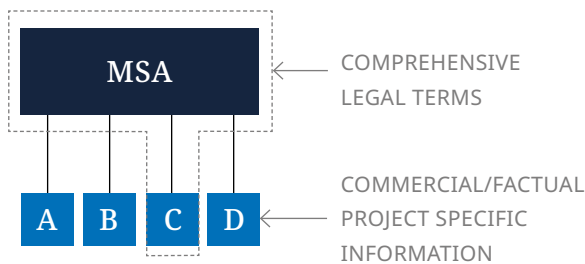 MSA
COMPREHENSIVE
LEGAL TERMS
A B C D
COMMERCIAL/FACTUAL
PROJECT SPECIFIC
INFORMATION